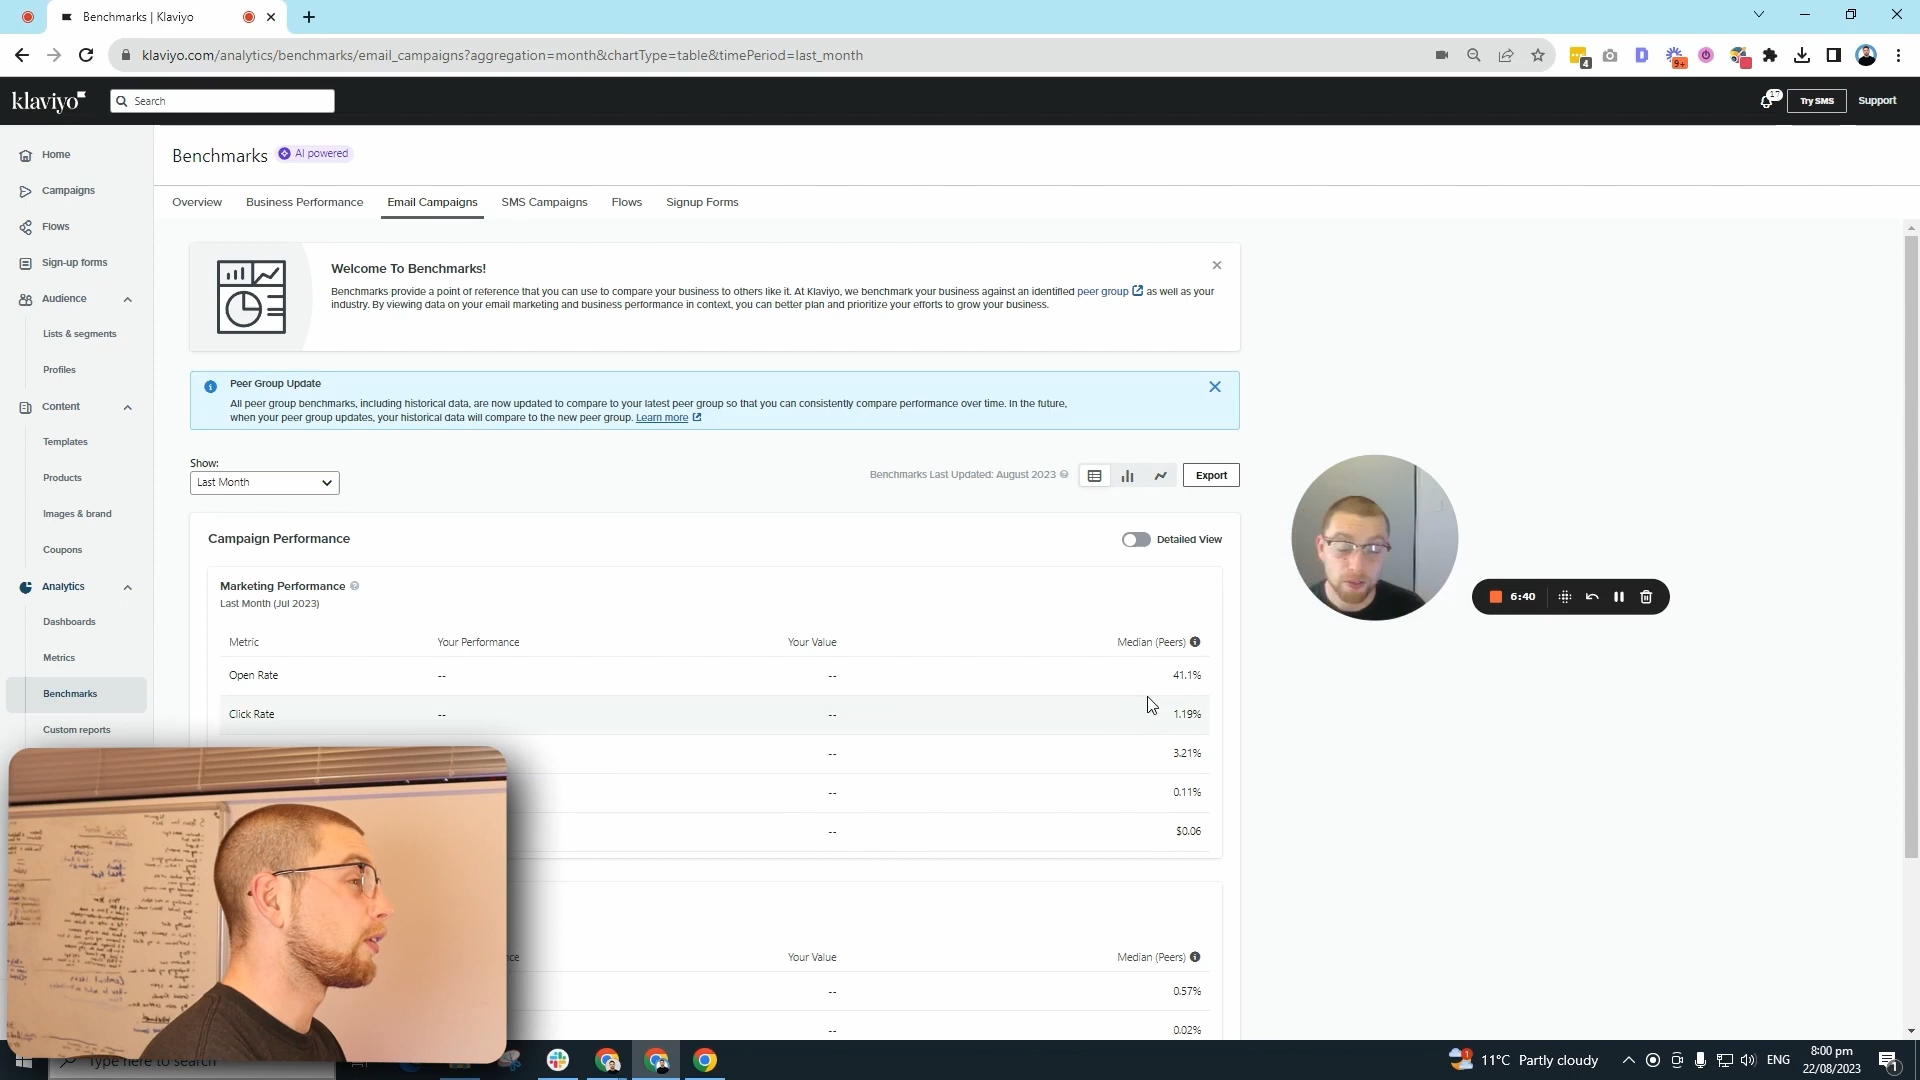 Benchmarks | Klaviyo
klaviyo.com/analytics/benchmarks/email_campaigns?aggregation=month&chartType=table&timePeriod=last_month
4
9+
klaviyo
Search
17
Try SMS
Support
Home
Campaigns
Flows
Sign-up forms
Audience
Lists & segments
Profiles
Content
Templates
Products
Images & brand
Coupons
Analytics
Dashboards
Metrics
Benchmarks
Custom reports
Benchmarks
AI powered
Overview
Business Performance
Email Campaigns
SMS Campaigns
Flows
Signup Forms
Welcome To Benchmarks!
Benchmarks provide a point of reference that you can use to compare your business to others like it. At Klaviyo, we benchmark your business against an identified peer group as well as your
industry. By viewing data on your email marketing and business performance in context, you can better plan and prioritize your efforts to grow your business.
Peer Group Update
All peer group benchmarks, including historical data, are now updated to compare to your latest peer group so that you can consistently compare performance over time. In the future,
when your peer group updates, your historical data will compare to the new peer group. Learn more
Show:
Last Month
Benchmarks Last Updated: August 2023
Export
Campaign Performance
Detailed View
Marketing Performance
Last Month (Jul 2023)
Metric Your Performance Your Value Median (Peers)
Open Rate -- -- 41.1%
Click Rate -- -- 1.19%
-- 3.21%
-- 0.11%
-- $0.06
nce Your Value Median (Peers)
-- 0.57%
-- 0.02%
6:40
Type here to search
1
11°C Partly cloudy
ENG
8:00 pm
22/08/2023
1